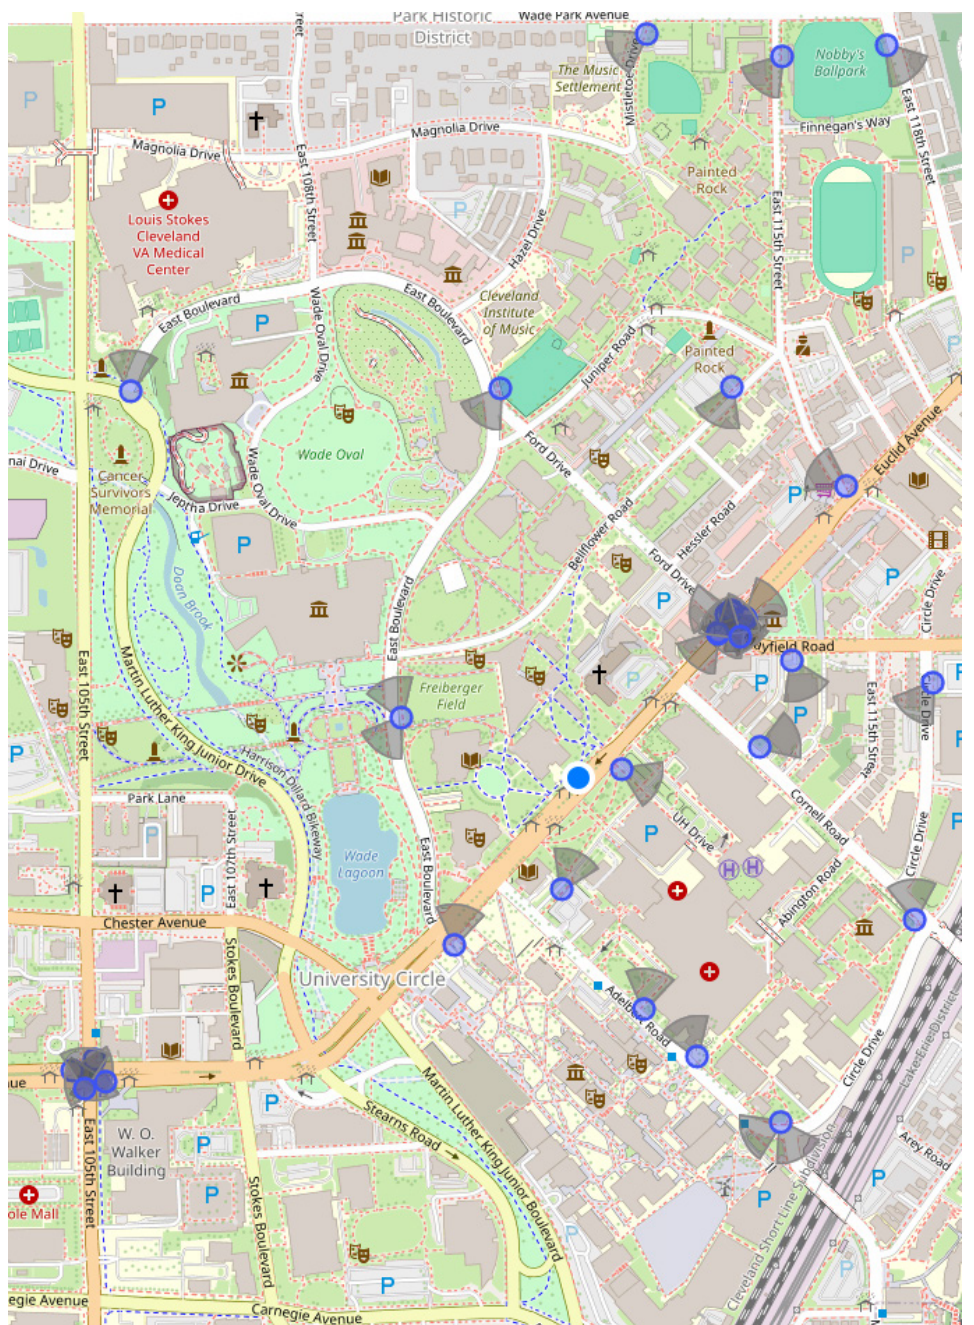 Park Historic
District
Wade Park Avenue
Mistletoe Drive
The Music
Settlement
Nobby's
Ballpark
Finnegan's Way
East 118th Street
P
P
Magnolia Drive
Magnolia Drive
East 108th Street
Painted
Rock
East 115th Street
P
P
Louis Stokes
Cleveland
VA Medical
Center
Hazel Drive
East Boulevard
East Boulevard
Cleveland
Institute
of Music
P
Wade Oval Drive
Juniper Road
Painted
Rock
P
Euclid Avenue
Wade Oval
Ford Drive
Cancer
Survivors
Memorial
nai Drive
Jeptha Drive
Wade Oval Drive
P
P
Bellflower Road
Hessler Road
Ford Drive
Doan Brook
P
P
Circle Drive
East Boulevard
yfield Road
East 105th Street
Martin Luther King Junior Drive
Freiberger
Field
P
P
P
East 115th Street
Circle Drive
P
Harrison Dillard Bikeway
Park Lane
P
P
East 107th Street
Wade
Lagoon
East Boulevard
UH Drive
P
H H
Cornell Road
Circle Drive
Abington Road
Chester Avenue
Stokes Boulevard
University Circle
Adelbert Road
Lake Erie District
Circle Drive
nue
P
Stearns Road
Martin Luther King Junior Boulevard
W. O.
Walker
Building
P
P
East 105th Street
Stokes Boulevard
ole Mall
Arey Road
P
P
Cleveland Short Line Subdivision
P
P
P
egie Avenue
Carnegie Avenue